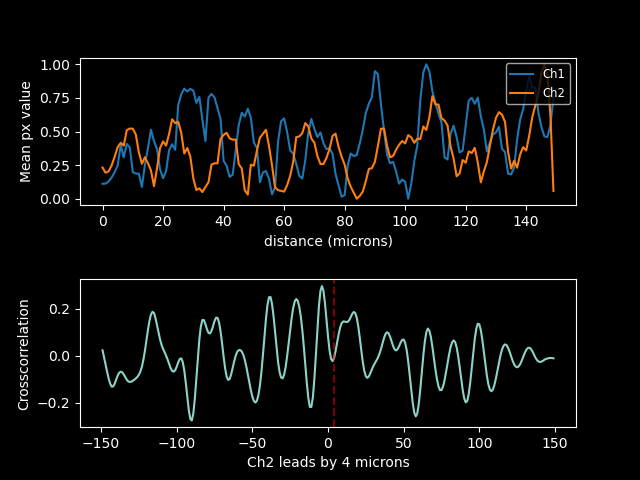 1.00
0.75
0.50
0.25
0.00
Mean px value
Ch1
Ch2
0 20 40 60 80 100 120 140
distance (microns)
0.2
0.0
−0.2
Crosscorrelation
−150 −100 −50 0 50 100 150
Ch2 leads by 4 microns